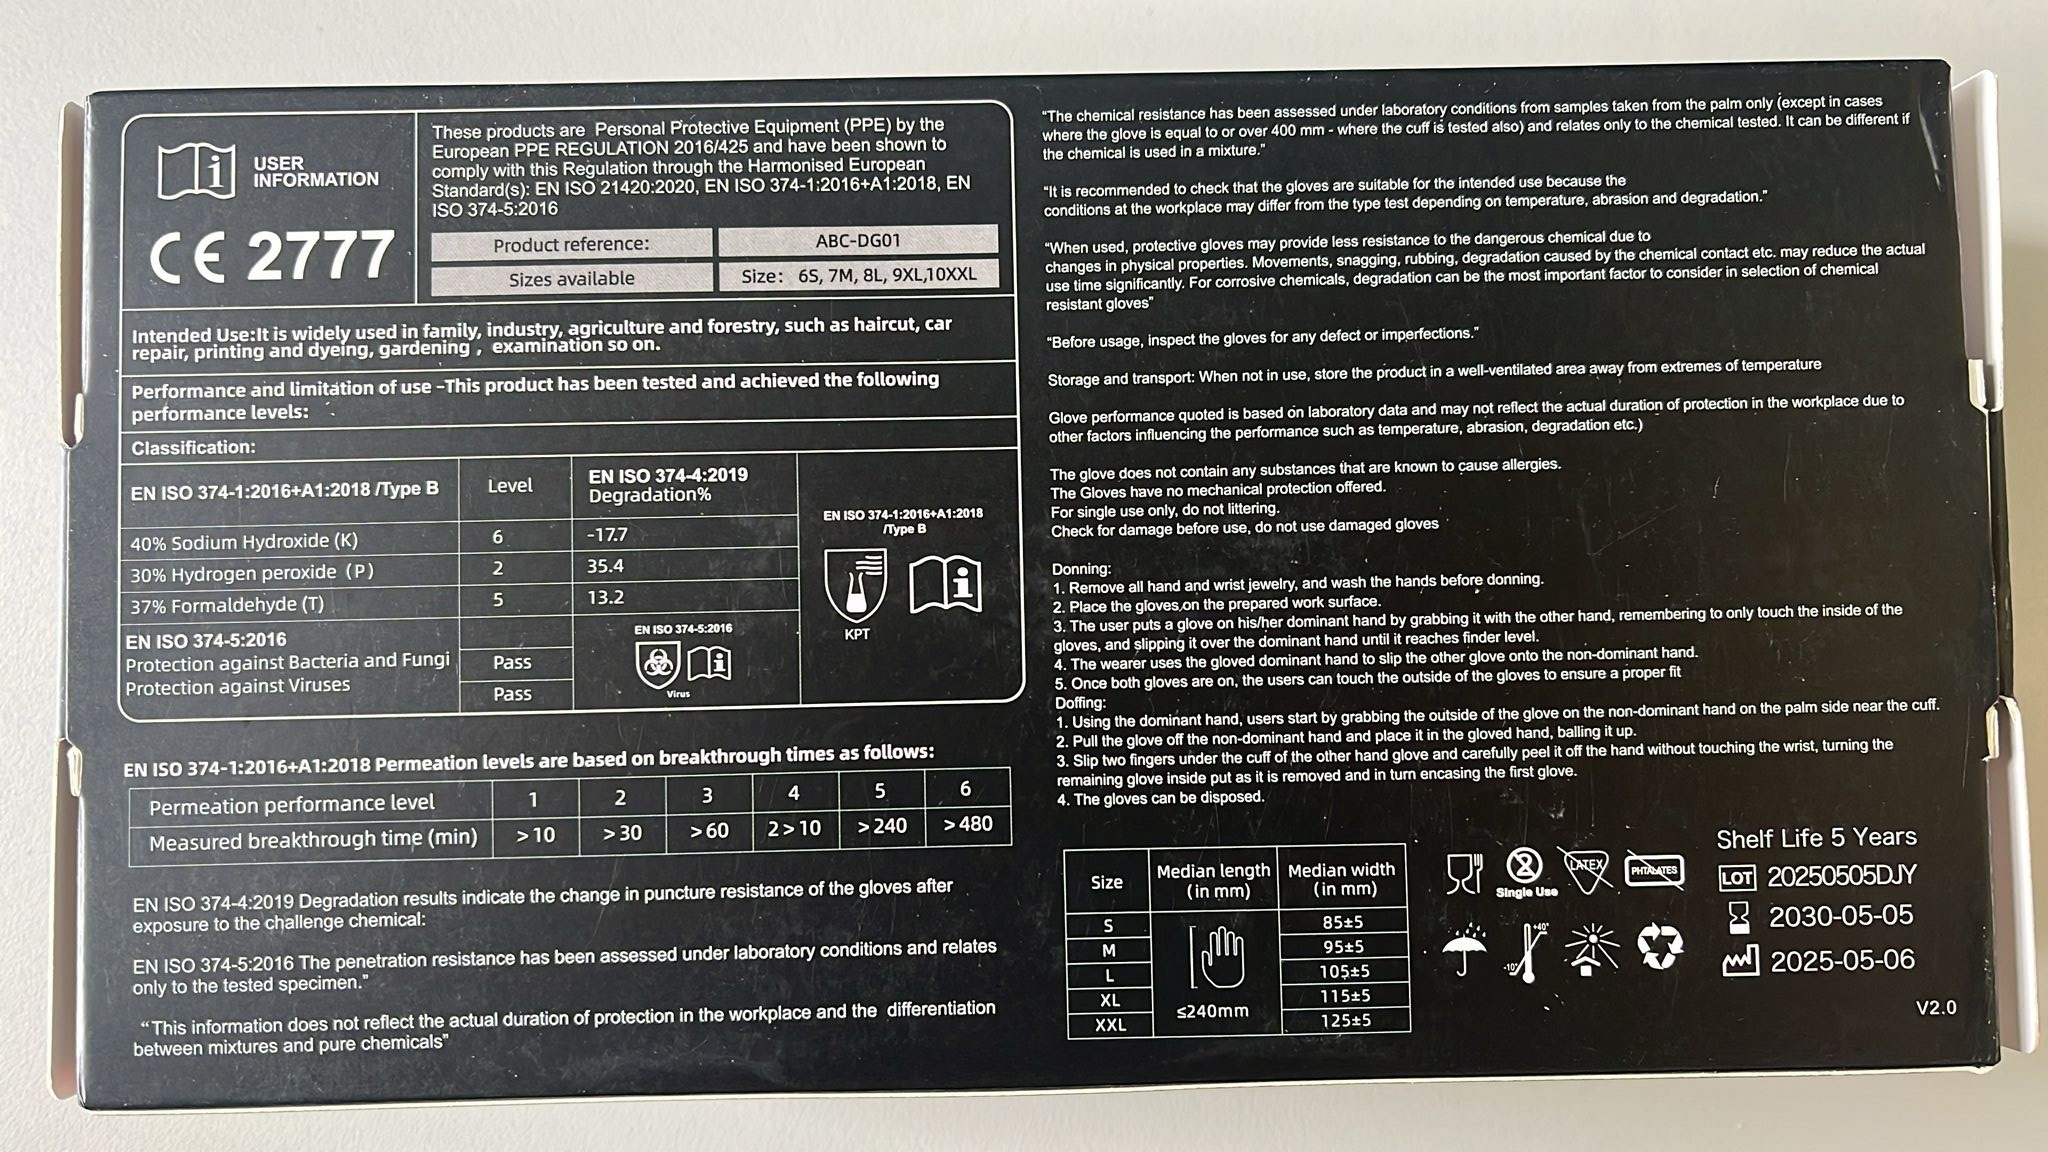 USER
INFORMATION
CE 2777
These products are Personal Protective Equipment (PPE) by the
European PPE REGULATION 2016/425 and have been shown to
comply with this Regulation through the Harmonised European
Standard(s): EN ISO 21420:2020, EN ISO 374-1:2016+A1:2018, EN
ISO 374-5:2016
Product reference: ABC-DG01
Sizes available Size: 6S, 7M, 8L, 9XL,10XXL
Intended Use:It is widely used in family, industry, agriculture and forestry, such as haircut, car
repair, printing and dyeing, gardening , examination so on.
Performance and limitation of use –This product has been tested and achieved the following
performance levels:
Classification:
EN ISO 374-1:2016+A1:2018 /Type B Level EN ISO 374-4:2019
Degradation%
40% Sodium Hydroxide (K) 6 -17.7
30% Hydrogen peroxide (P) 2 35.4
37% Formaldehyde (T) 5 13.2
EN ISO 374-1:2016+A1:2018
/Type B
KPT
EN ISO 374-5:2016
Protection against Bacteria and Fungi Pass
Protection against Viruses Pass
EN ISO 374-5:2016
Virus
EN ISO 374-1:2016+A1:2018 Permeation levels are based on breakthrough times as follows:
Permeation performance level 1 2 3 4 5 6
Measured breakthrough time (min) >10 >30 >60 2>10 >240 >480
EN ISO 374-4:2019 Degradation results indicate the change in puncture resistance of the gloves after
exposure to the challenge chemical:
EN ISO 374-5:2016 The penetration resistance has been assessed under laboratory conditions and relates
only to the tested specimen.”
“This information does not reflect the actual duration of protection in the workplace and the differentiation
between mixtures and pure chemicals”
“The chemical resistance has been assessed under laboratory conditions from samples taken from the palm only (except in cases
where the glove is equal to or over 400 mm - where the cuff is tested also) and relates only to the chemical tested. It can be different if
the chemical is used in a mixture.”
“It is recommended to check that the gloves are suitable for the intended use because the
conditions at the workplace may differ from the type test depending on temperature, abrasion and degradation.”
“When used, protective gloves may provide less resistance to the dangerous chemical due to
changes in physical properties. Movements, snagging, rubbing, degradation caused by the chemical contact etc. may reduce the actual
use time significantly. For corrosive chemicals, degradation can be the most important factor to consider in selection of chemical
resistant gloves”
“Before usage, inspect the gloves for any defect or imperfections.”
Storage and transport: When not in use, store the product in a well-ventilated area away from extremes of temperature
Glove performance quoted is based on laboratory data and may not reflect the actual duration of protection in the workplace due to
other factors influencing the performance such as temperature, abrasion, degradation etc.)
The glove does not contain any substances that are known to cause allergies.
The Gloves have no mechanical protection offered.
For single use only, do not littering.
Check for damage before use, do not use damaged gloves
Donning:
1. Remove all hand and wrist jewelry, and wash the hands before donning.
2. Place the gloves on the prepared work surface.
3. The user puts a glove on his/her dominant hand by grabbing it with the other hand, remembering to only touch the inside of the
gloves, and slipping it over the dominant hand until it reaches finder level.
4. The wearer uses the gloved dominant hand to slip the other glove onto the non-dominant hand.
5. Once both gloves are on, the users can touch the outside of the gloves to ensure a proper fit
Doffing:
1. Using the dominant hand, users start by grabbing the outside of the glove on the non-dominant hand on the palm side near the cuff.
2. Pull the glove off the non-dominant hand and place it in the gloved hand, balling it up.
3. Slip two fingers under the cuff of the other hand glove and carefully peel it off the hand without touching the wrist, turning the
remaining glove inside put as it is removed and in turn encasing the first glove.
4. The gloves can be disposed.
Size Median length
(in mm) Median width
(in mm)
S 85±5
M 95±5
L 105±5
XL 115±5
XXL 125±5
≤240mm
2
Single Use
LATEX
PHTALATES
+40°
-10°
Shelf Life 5 Years
LOT 20250505DJY
2030-05-05
2025-05-06
V2.0